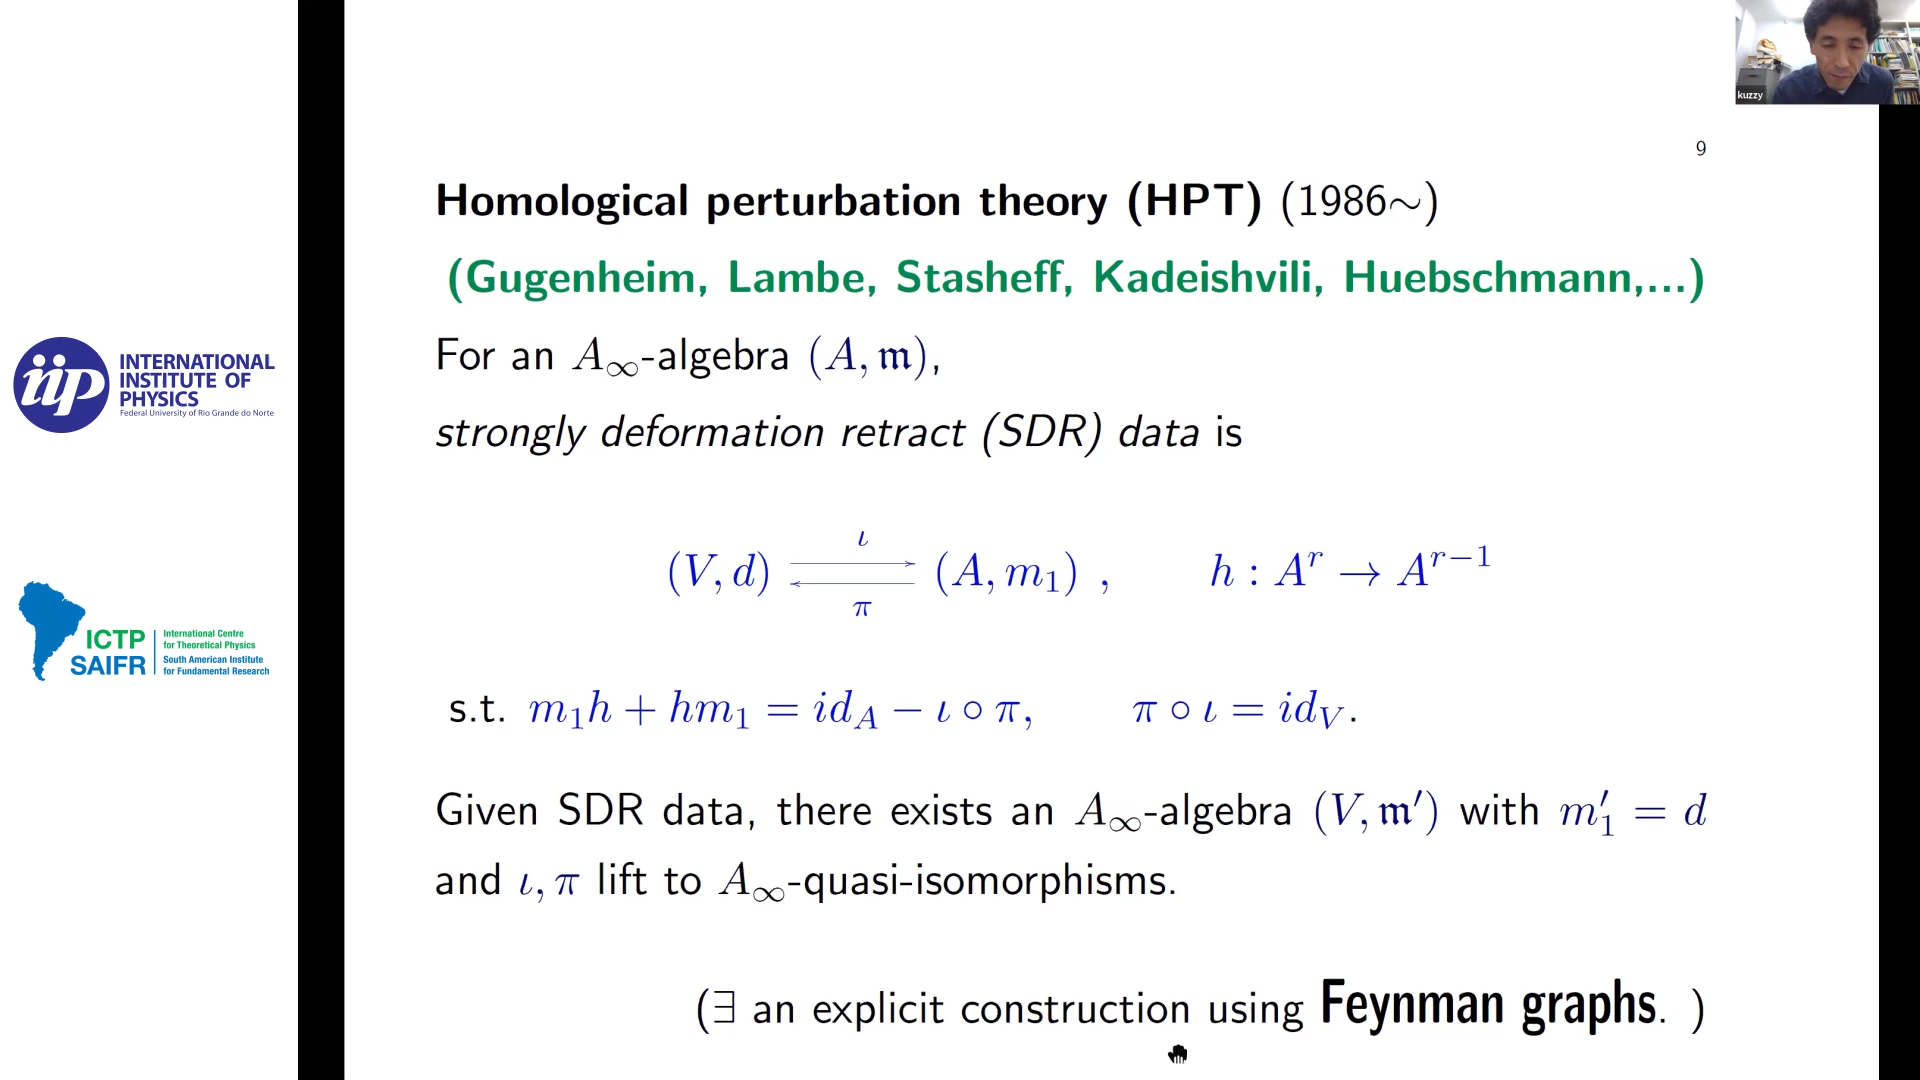 kuzzy
9
Homological perturbation theory (HPT) (1986∼)
(Gugenheim, Lambe, Stasheff, Kadeishvili, Huebschmann,...)
For an A∞-algebra (A, 𝔪),
strongly deformation retract (SDR) data is
ι
(V, d) ⇄ (A, m₁) , h : Aʳ → Aʳ⁻¹
π
s.t. m₁h + hm₁ = id_A − ι ∘ π, π ∘ ι = id_V.
Given SDR data, there exists an A∞-algebra (V, 𝔪′) with m′₁ = d
and ι, π lift to A∞-quasi-isomorphisms.
(∃ an explicit construction using Feynman graphs. )
iip
INTERNATIONAL
INSTITUTE OF
PHYSICS
Federal University of Rio Grande do Norte
ICTP
SAIFR
International Centre
for Theoretical Physics
South American Institute
for Fundamental Research